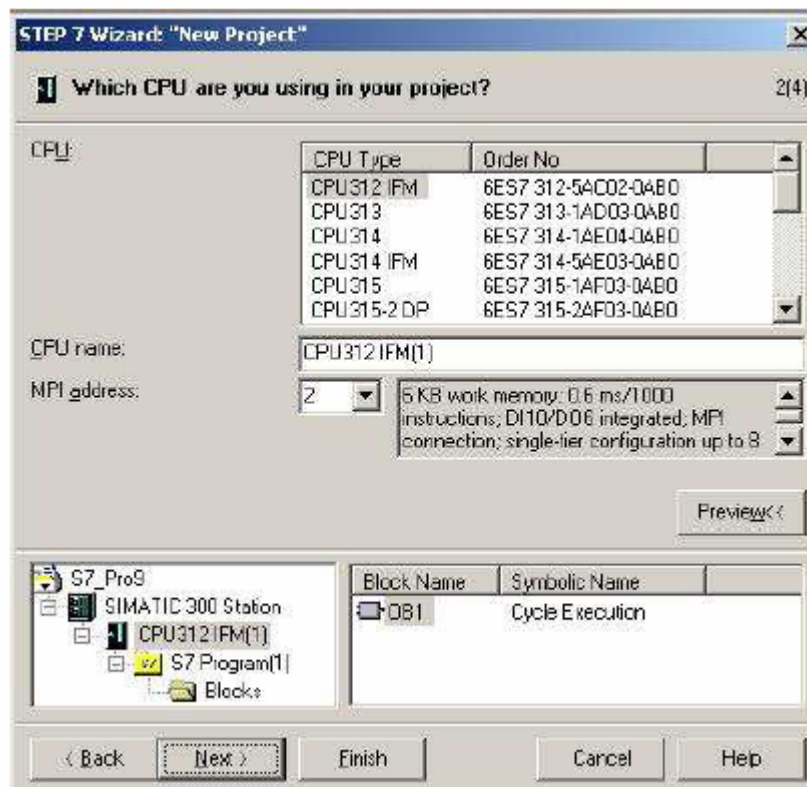 STEP 7 Wizard: "New Project"
Which CPU are you using in your project? 2(4)
CPU:
CPU Type Order No
CPU312 IFM 6ES7 312-5AC02-0AB0
CPU313 6ES7 313-1AD03-0AB0
CPU314 6ES7 314-1AE04-0AB0
CPU314 IFM 6ES7 314-5AE03-0AB0
CPU315 6ES7 315-1AF03-0AB0
CPU315-2 DP 6ES7 315-2AF03-0AB0
CPU name: CPU312 IFM(1)
MPI address: 2
6 KB work memory; 0.6 ms/1000
instructions; DI10/DO6 integrated; MPI
connection; single-tier configuration up to 8
Preview<<
S7_Pro9
SIMATIC 300 Station
CPU312 IFM(1)
S7 Program(1)
Blocks
Block Name Symbolic Name
OB1 Cycle Execution
< Back Next > Finish Cancel Help